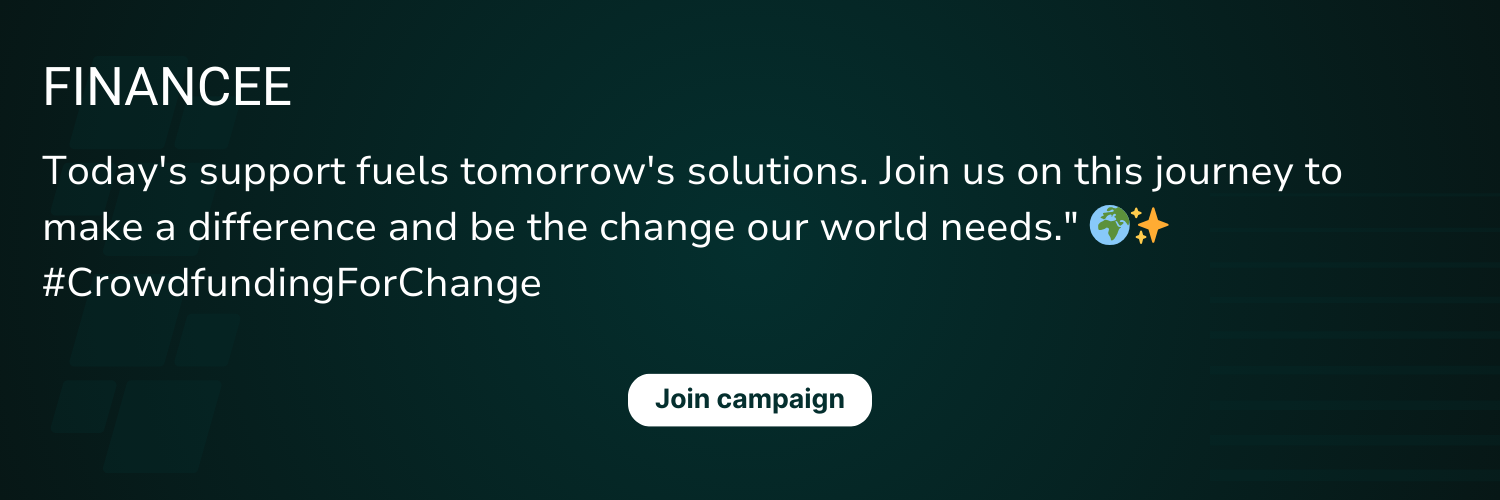 FINANCEE
Today's support fuels tomorrow's solutions. Join us on this journey to
make a difference and be the change our world needs." 🌍✨
#CrowdfundingForChange
Join campaign